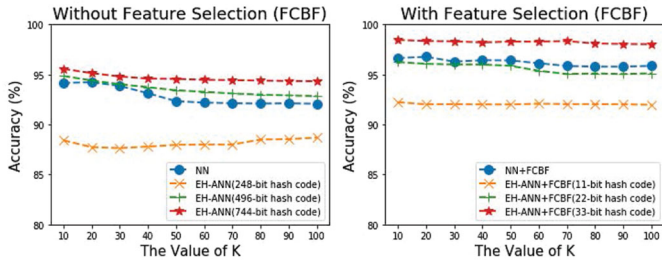 Without Feature Selection (FCBF)
Accuracy (%)
100
95
90
85
80
NN
EH-ANN(248-bit hash code)
EH-ANN(496-bit hash code)
EH-ANN(744-bit hash code)
10 20 30 40 50 60 70 80 90 100
The Value of K
With Feature Selection (FCBF)
Accuracy (%)
100
95
90
85
80
NN+FCBF
EH-ANN+FCBF(11-bit hash code)
EH-ANN+FCBF(22-bit hash code)
EH-ANN+FCBF(33-bit hash code)
10 20 30 40 50 60 70 80 90 100
The Value of K